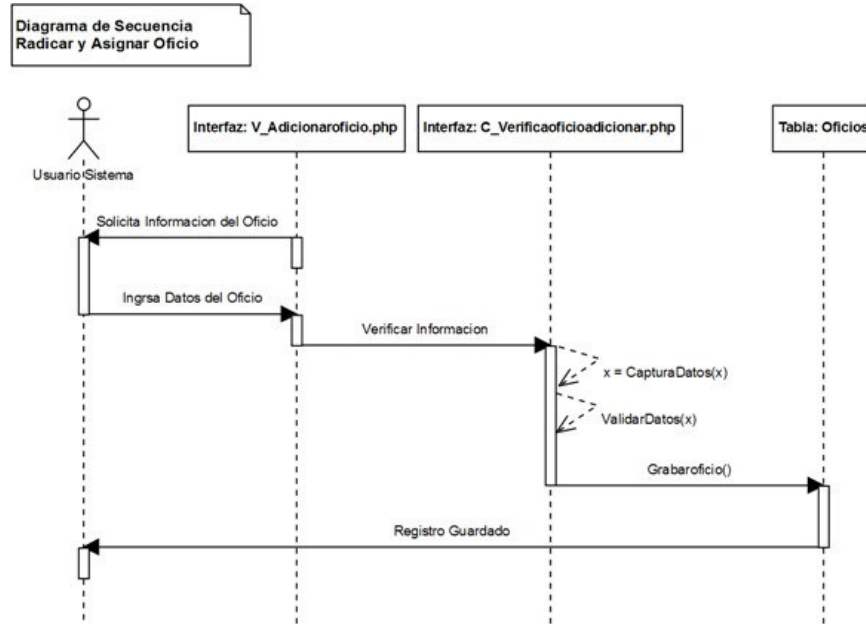 Diagrama de Secuencia
Radicar y Asignar Oficio
Usuario Sistema
Interfaz: V_Adicionaroficio.php
Interfaz: C_Verificaoficioadicionar.php
Tabla: Oficios
Solicita Informacion del Oficio
Ingrsa Datos del Oficio
Verificar Informacion
x = CapturaDatos(x)
ValidarDatos(x)
Grabaroficio()
Registro Guardado